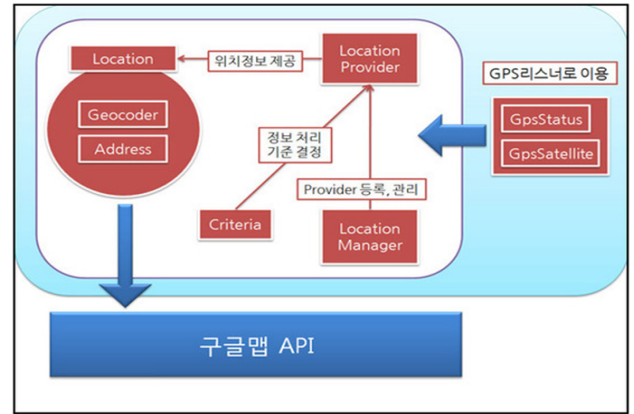 Location
위치정보 제공
Location
Provider
GPS리스너로 이용
Geocoder
Address
정보 처리
기준 결정
GpsStatus
GpsSatellite
Provider 등록, 관리
Criteria
Location
Manager
구글맵 API